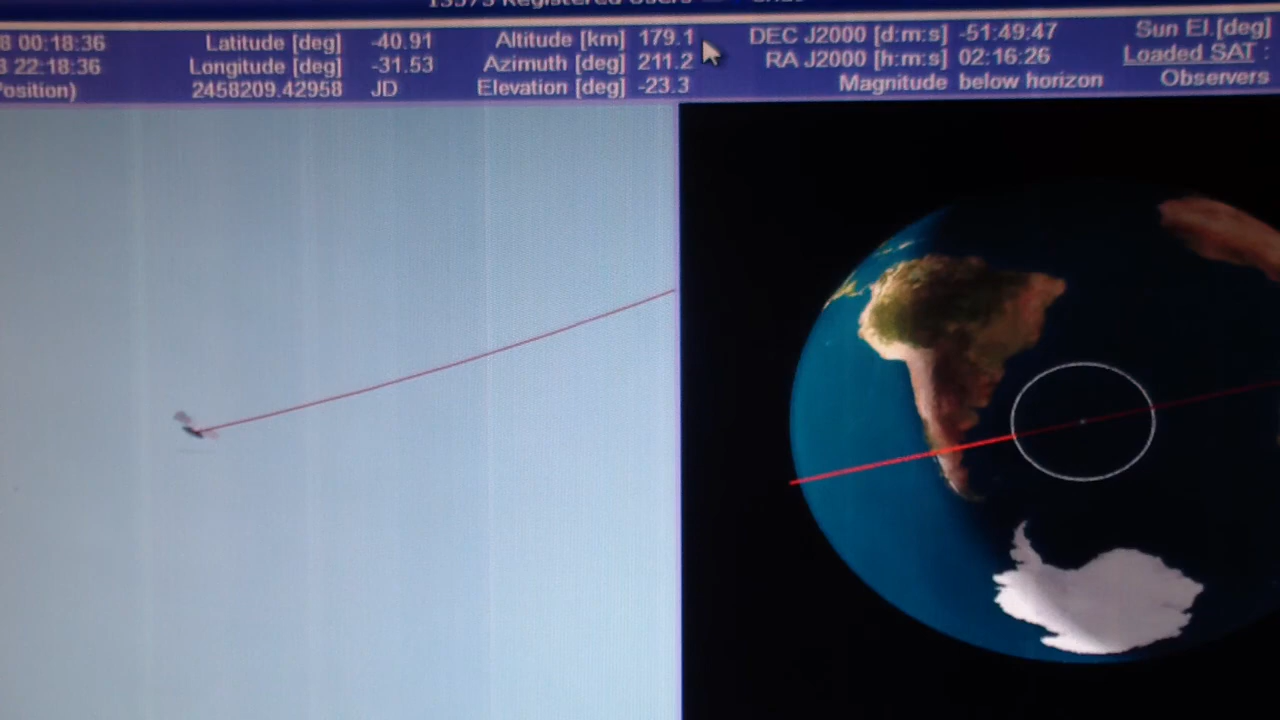 8 00:18:36 Latitude [deg] -40.91 Altitude [km] 179.1 DEC J2000 [d:m:s] -51:49:47 Sun El.[deg]
8 22:18:36 Longitude [deg] -31.53 Azimuth [deg] 211.2 RA J2000 [h:m:s] 02:16:26 Loaded SAT :
osition) 2458209.42958 JD Elevation [deg] -23.3 Magnitude below horizon Observers